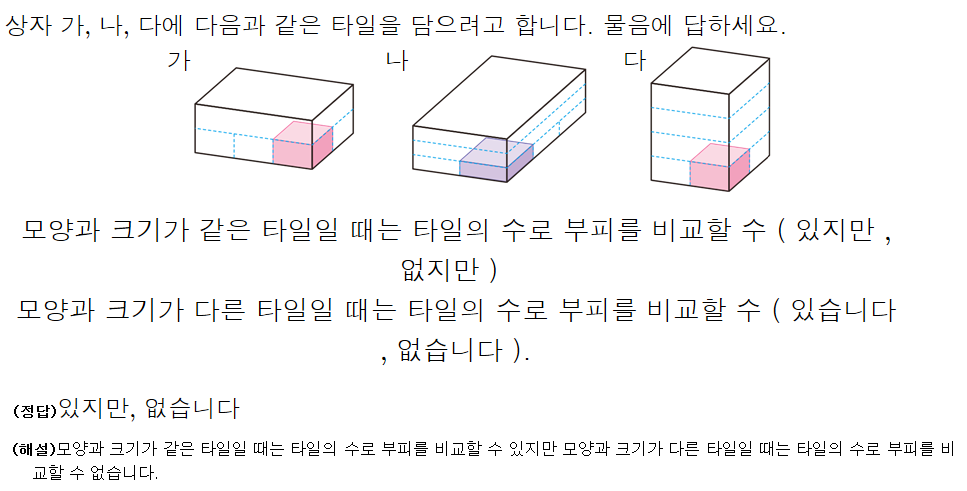 상자 가, 나, 다에 다음과 같은 타일을 담으려고 합니다. 물음에 답하세요.
가 나 다
모양과 크기가 같은 타일일 때는 타일의 수로 부피를 비교할 수 ( 있지만 ,
없지만 )
모양과 크기가 다른 타일일 때는 타일의 수로 부피를 비교할 수 ( 있습니다
, 없습니다 ).
(정답)있지만, 없습니다
(해설)모양과 크기가 같은 타일일 때는 타일의 수로 부피를 비교할 수 있지만 모양과 크기가 다른 타일일 때는 타일의 수로 부피를 비
교할 수 없습니다.